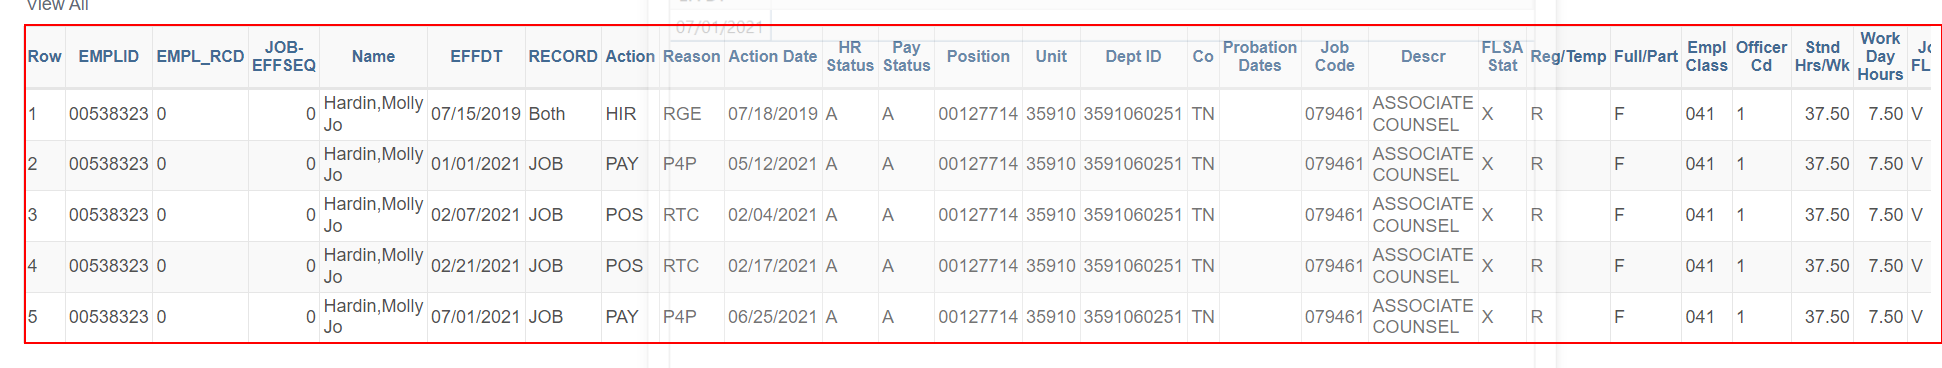 View All
EFFDT
07/01/2021
Row EMPLID EMPL_RCD JOB-EFFSEQ Name EFFDT RECORD Action Reason Action Date HR Status Pay Status Position Unit Dept ID Co Probation Dates Job Code Descr FLSA Stat Reg/Temp Full/Part Empl Class Officer Cd Stnd Hrs/Wk Work Day Hours
1 00538323 0 0 Hardin,Molly Jo 07/15/2019 Both HIR RGE 07/18/2019 A A 00127714 35910 3591060251 TN 079461 ASSOCIATE COUNSEL X R F 041 1 37.50 7.50 V
2 00538323 0 0 Hardin,Molly Jo 01/01/2021 JOB PAY P4P 05/12/2021 A A 00127714 35910 3591060251 TN 079461 ASSOCIATE COUNSEL X R F 041 1 37.50 7.50 V
3 00538323 0 0 Hardin,Molly Jo 02/07/2021 JOB POS RTC 02/04/2021 A A 00127714 35910 3591060251 TN 079461 ASSOCIATE COUNSEL X R F 041 1 37.50 7.50 V
4 00538323 0 0 Hardin,Molly Jo 02/21/2021 JOB POS RTC 02/17/2021 A A 00127714 35910 3591060251 TN 079461 ASSOCIATE COUNSEL X R F 041 1 37.50 7.50 V
5 00538323 0 0 Hardin,Molly Jo 07/01/2021 JOB PAY P4P 06/25/2021 A A 00127714 35910 3591060251 TN 079461 ASSOCIATE COUNSEL X R F 041 1 37.50 7.50 V